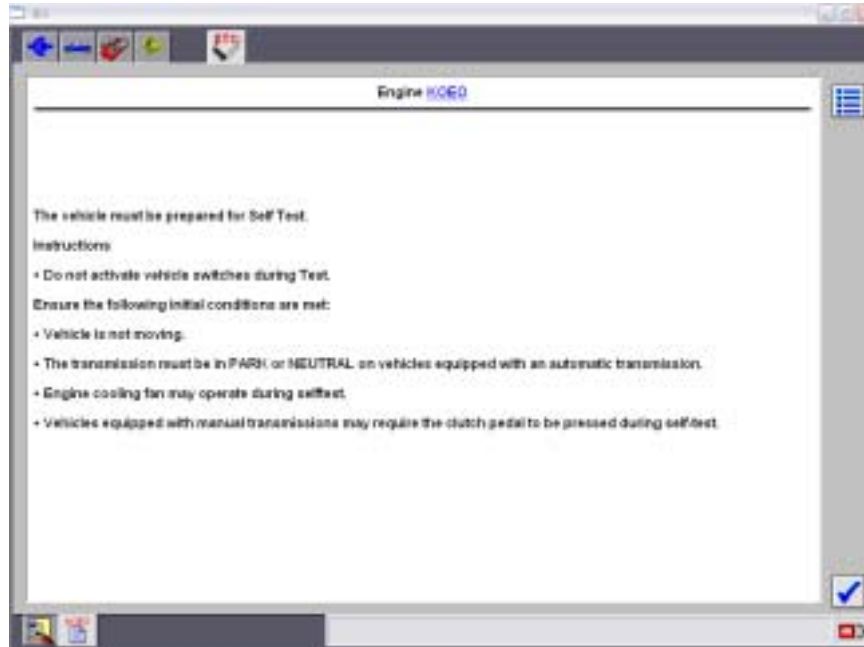 Engine KOEO
The vehicle must be prepared for Self Test.
Instructions
• Do not activate vehicle switches during Test.
Ensure the following initial conditions are met:
• Vehicle is not moving.
• The transmission must be in PARK or NEUTRAL on vehicles equipped with an automatic transmission.
• Engine cooling fan may operate during selftest.
• Vehicles equipped with manual transmissions may require the clutch pedal to be pressed during self-test.